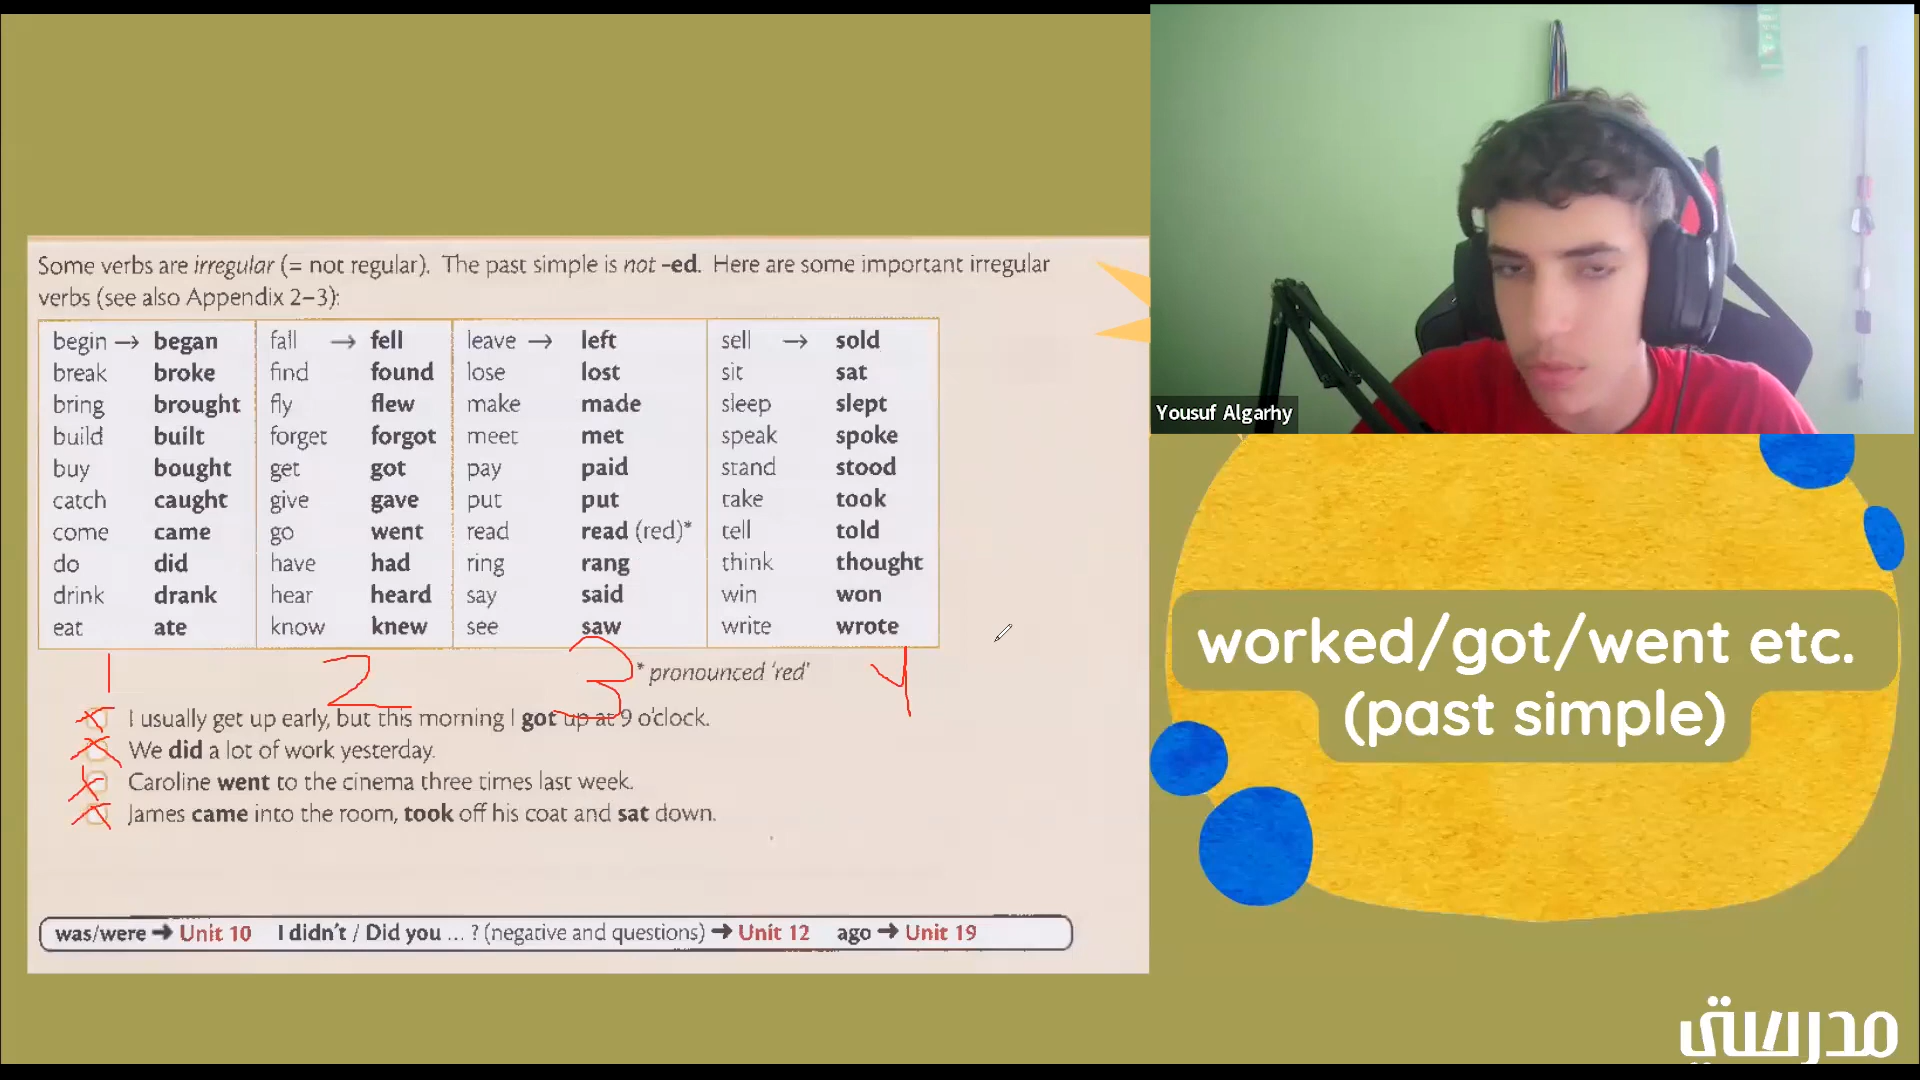 Some verbs are irregular (= not regular). The past simple is not -ed. Here are some important irregular
verbs (see also Appendix 2–3):
begin → began fall → fell leave → left sell → sold
break broke find found lose lost sit sat
bring brought fly flew make made sleep slept
build built forget forgot meet met speak spoke
buy bought get got pay paid stand stood
catch caught give gave put put take took
come came go went read read (red)* tell told
do did have had ring rang think thought
drink drank hear heard say said win won
eat ate know knew see saw write wrote
1 2 3 4
* pronounced 'red'
I usually get up early, but this morning I got up at 9 o'clock.
We did a lot of work yesterday.
Caroline went to the cinema three times last week.
James came into the room, took off his coat and sat down.
was/were → Unit 10 I didn't / Did you ... ? (negative and questions) → Unit 12 ago → Unit 19
Yousuf Algarhy
worked/got/went etc.
(past simple)
مدرستي